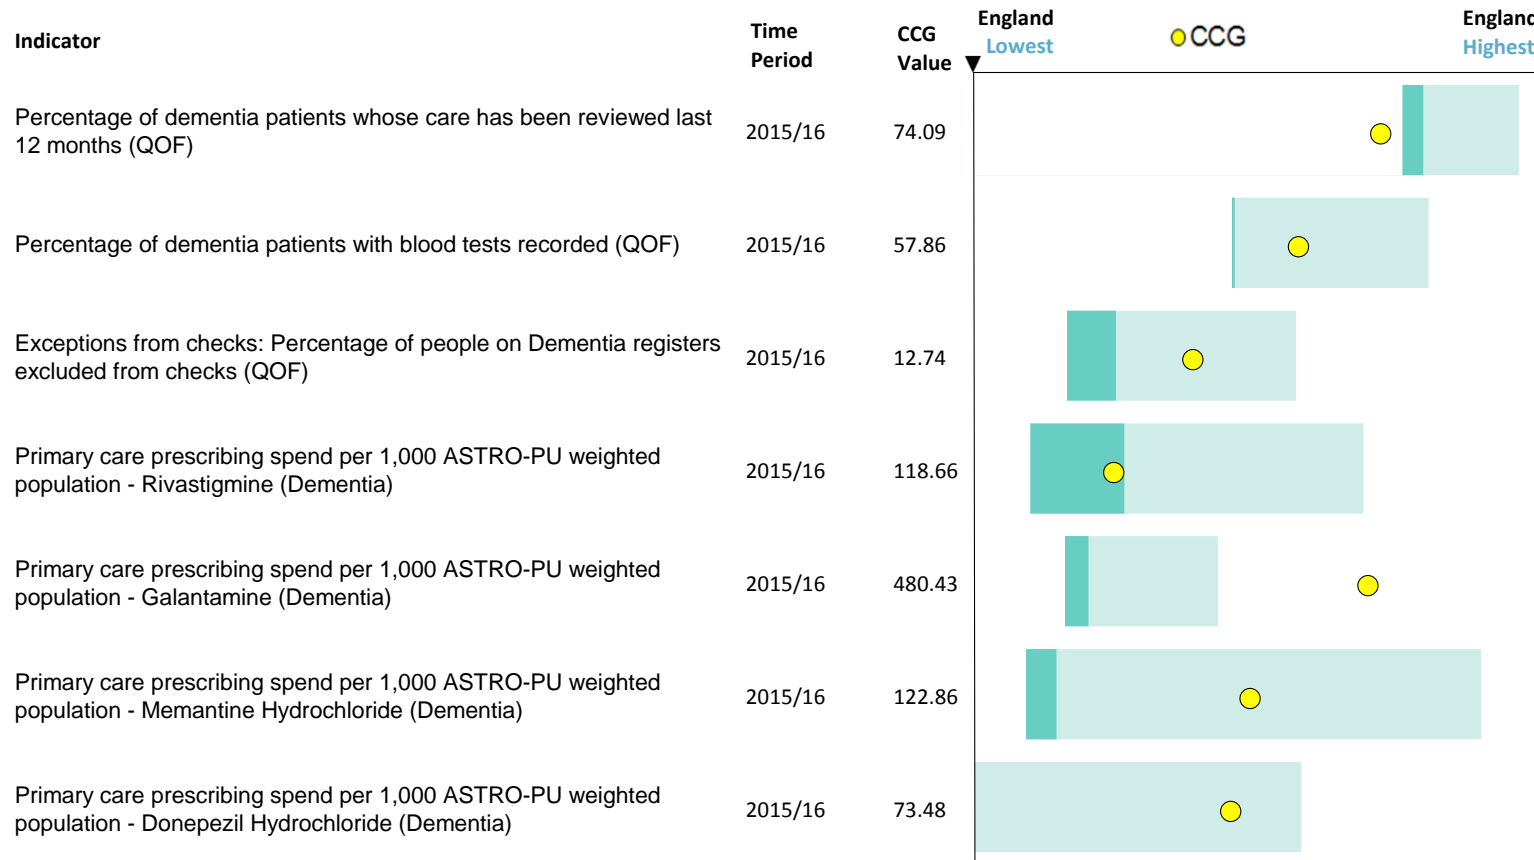 Indicator
Time
Period
CCG
Value
England
Lowest
CCG
England
Highest
Percentage of dementia patients whose care has been reviewed last
12 months (QOF)
2015/16
74.09
Percentage of dementia patients with blood tests recorded (QOF)
2015/16
57.86
Exceptions from checks: Percentage of people on Dementia registers
excluded from checks (QOF)
2015/16
12.74
Primary care prescribing spend per 1,000 ASTRO-PU weighted
population - Rivastigmine (Dementia)
2015/16
118.66
Primary care prescribing spend per 1,000 ASTRO-PU weighted
population - Galantamine (Dementia)
2015/16
480.43
Primary care prescribing spend per 1,000 ASTRO-PU weighted
population - Memantine Hydrochloride (Dementia)
2015/16
122.86
Primary care prescribing spend per 1,000 ASTRO-PU weighted
population - Donepezil Hydrochloride (Dementia)
2015/16
73.48